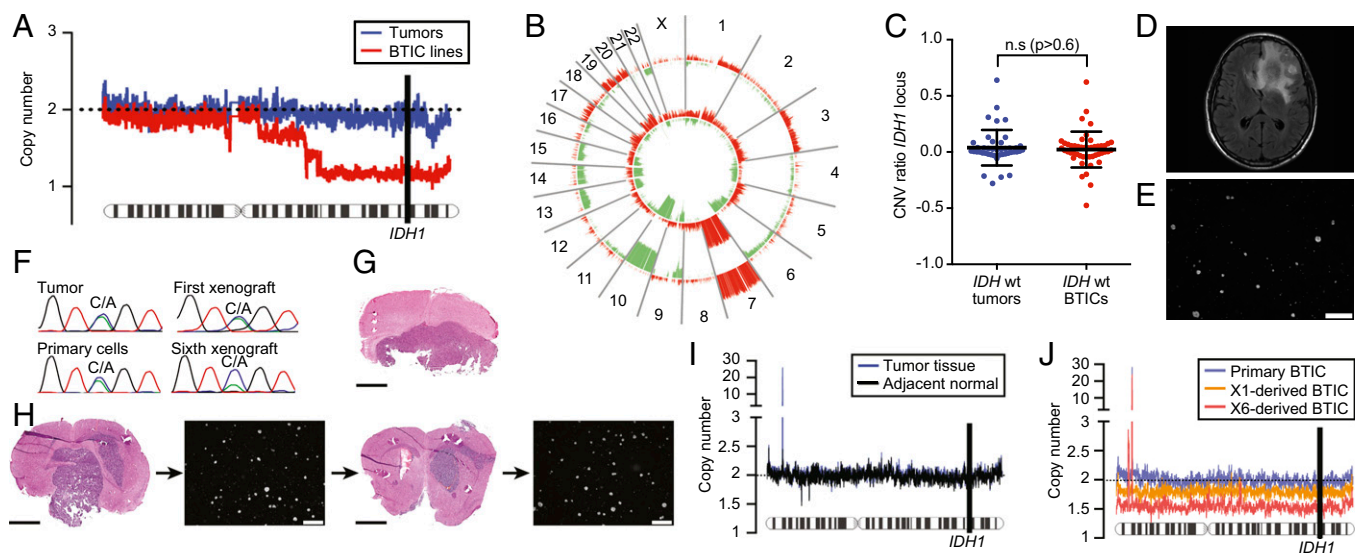 A
3
2
1
Copy number
Tumors
BTIC lines
IDH1
B
X
1
2
3
4
5
6
7
8
9
10
11
12
13
14
15
16
17
18
19
20
21
22
C
n.s (p>0.6)
1.0
0.5
0.0
-0.5
-1.0
CNV ratio IDH1 locus
IDH wt
tumors
IDH wt
BTICs
D
E
F
Tumor
C/A
First xenograft
C/A
Primary cells
C/A
Sixth xenograft
C/A
G
H
I
30
20
10
3
2.5
2
1.5
1
Copy number
Tumor tissue
Adjacent normal
IDH1
J
30
20
10
3
2.5
2
1.5
1
Copy number
Primary BTIC
X1-derived BTIC
X6-derived BTIC
IDH1